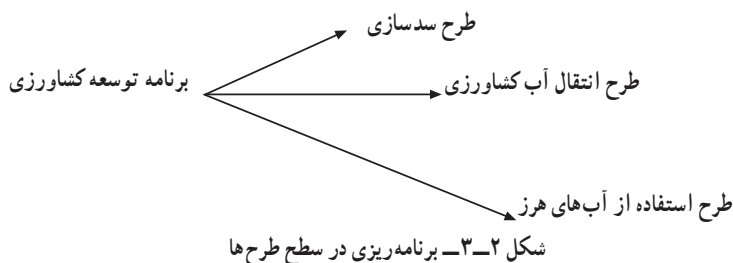 طرح سدسازی
برنامه توسعه کشاورزی
طرح انتقال آب کشاورزی
طرح استفاده از آب‌های هرز
شکل ۲ــ۳ــ برنامه‌ریزی در سطح طرح‌ها